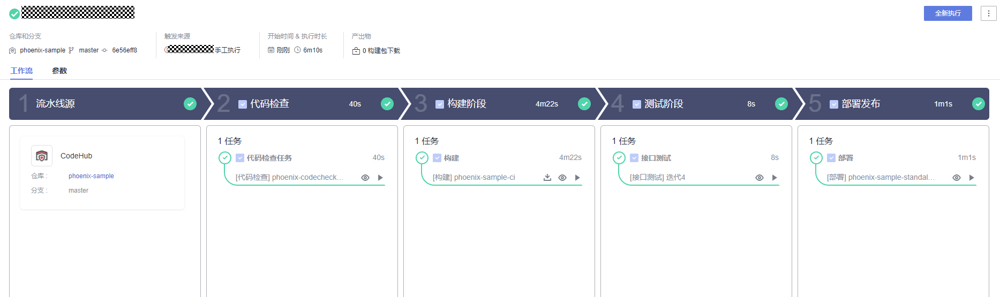 全新执行
仓库和分支
触发来源
开始时间 & 执行时长
产出物
phoenix-sample master 6e56eff8
手工执行
刚刚 6m10s
0 构建包下载
工作流 参数
1 流水线源
2 代码检查 40s
3 构建阶段 4m22s
4 测试阶段 8s
5 部署发布 1m1s
CodeHub
仓库 : phoenix-sample
分支 : master
1 任务
代码检查任务 40s
[代码检查] phoenix-codecheck...
1 任务
构建 4m22s
[构建] phoenix-sample-ci
1 任务
接口测试 8s
[接口测试] 迭代4
1 任务
部署 1m1s
[部署] phoenix-sample-standal...